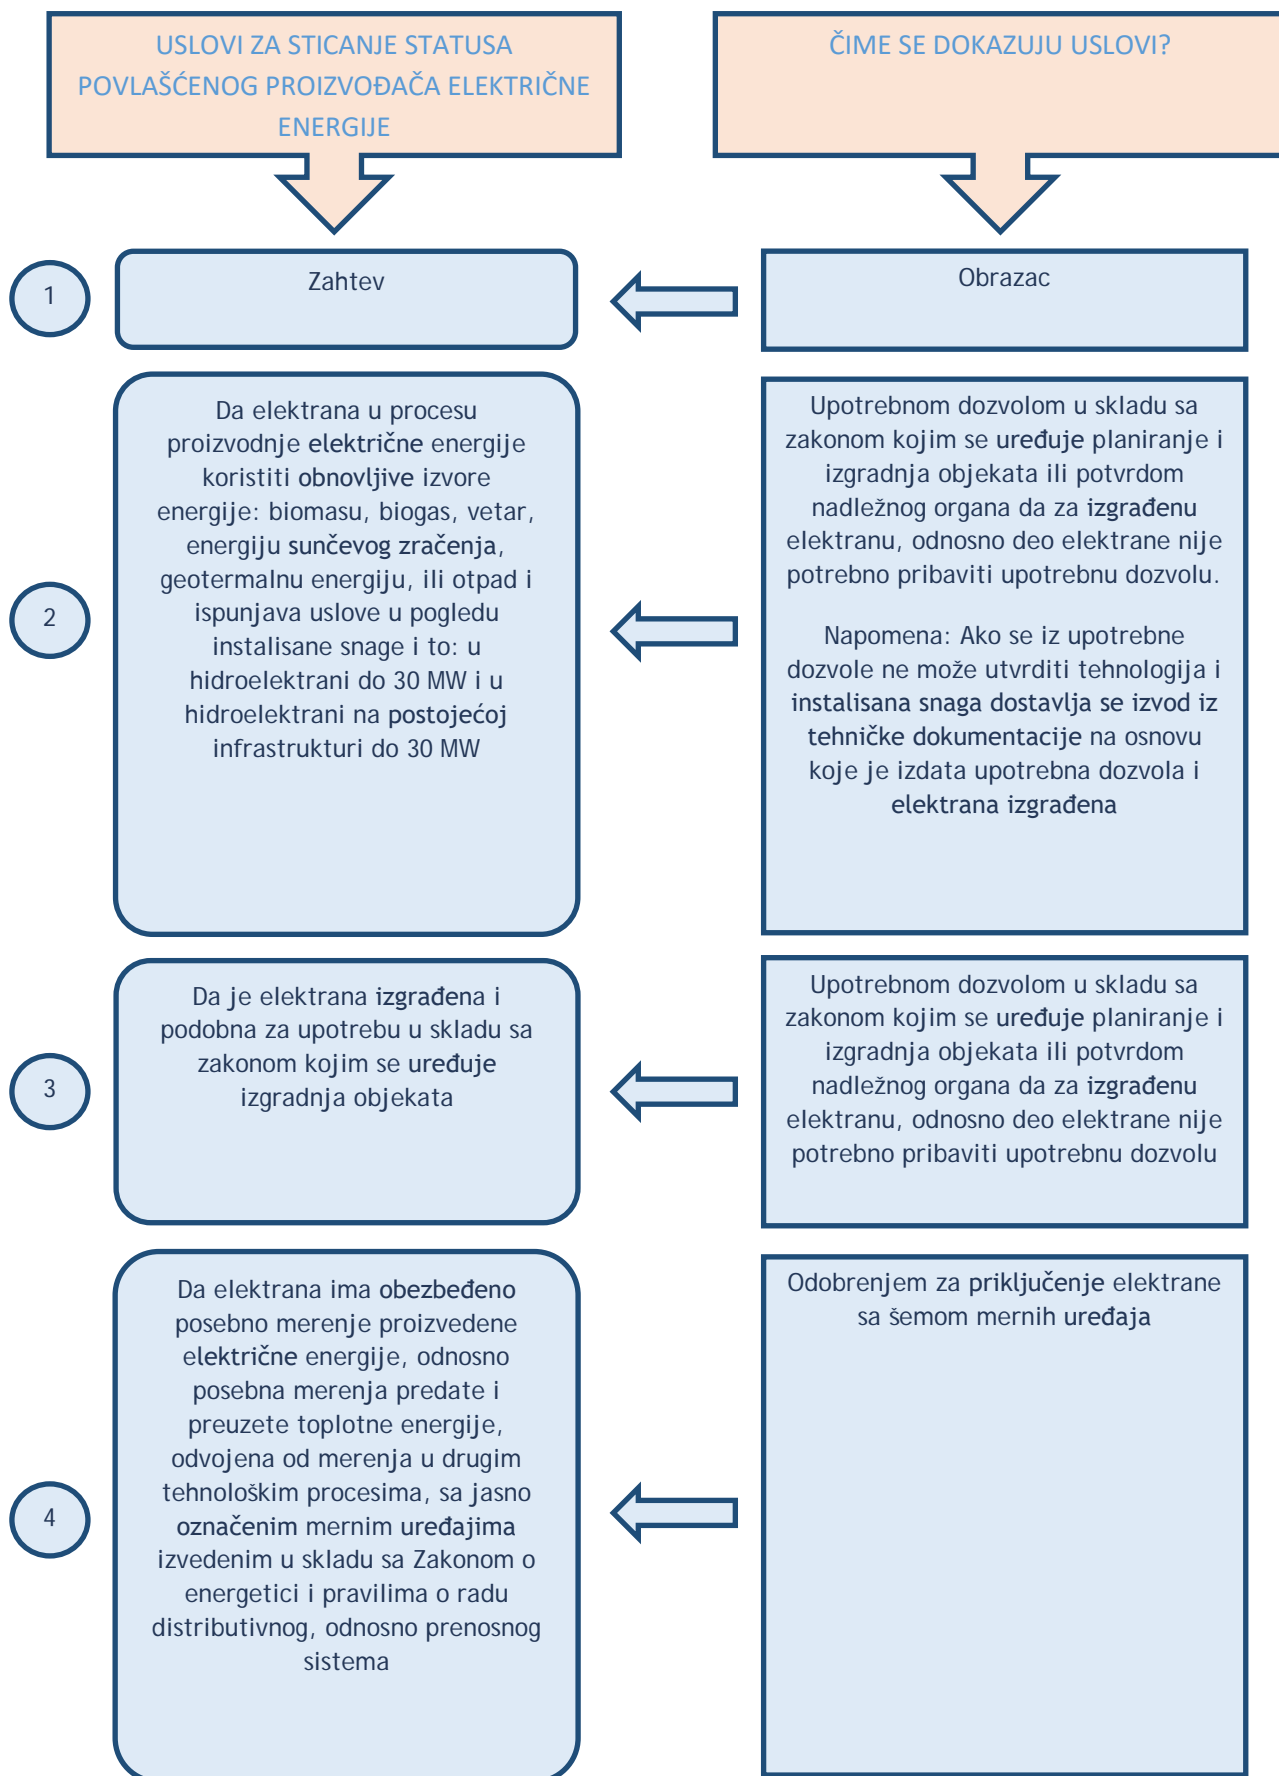 USLOVI ZA STICANJE STATUSA
POVLAŠĆENOG PROIZVOĐAČA ELEKTRIČNE
ENERGIJE
ČIME SE DOKAZUJU USLOVI?
1
Zahtev
Obrazac
2
Da elektrana u procesu
proizvodnje električne energije
koristiti obnovljive izvore
energije: biomasu, biogas, vetar,
energiju sunčevog zračenja,
geotermalnu energiju, ili otpad i
ispunjava uslove u pogledu
instalisane snage i to: u
hidroelektrani do 30 MW i u
hidroelektrani na postojećoj
infrastrukturi do 30 MW
Upotrebnom dozvolom u skladu sa
zakonom kojim se uređuje planiranje i
izgradnja objekata ili potvrdom
nadležnog organa da za izgrađenu
elektranu, odnosno deo elektrane nije
potrebno pribaviti upotrebnu dozvolu.
Napomena: Ako se iz upotrebne
dozvole ne može utvrditi tehnologija i
instalisana snaga dostavlja se izvod iz
tehničke dokumentacije na osnovu
koje je izdata upotrebna dozvola i
elektrana izgrađena
3
Da je elektrana izgrađena i
podobna za upotrebu u skladu sa
zakonom kojim se uređuje
izgradnja objekata
Upotrebnom dozvolom u skladu sa
zakonom kojim se uređuje planiranje i
izgradnja objekata ili potvrdom
nadležnog organa da za izgrađenu
elektranu, odnosno deo elektrane nije
potrebno pribaviti upotrebnu dozvolu
4
Da elektrana ima obezbeđeno
posebno merenje proizvedene
električne energije, odnosno
posebna merenja predate i
preuzete toplotne energije,
odvojena od merenja u drugim
tehnološkim procesima, sa jasno
označenim mernim uređajima
izvedenim u skladu sa Zakonom o
energetici i pravilima o radu
distributivnog, odnosno prenosnog
sistema
Odobrenjem za priključenje elektrane
sa šemom mernih uređaja